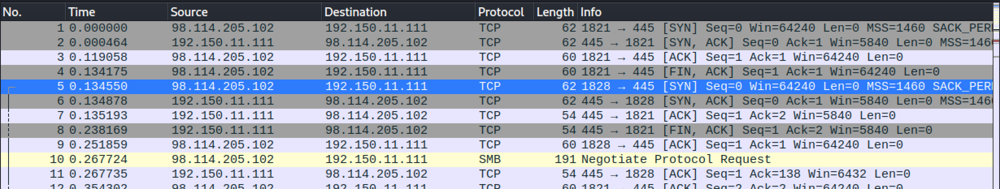 No. Time Source Destination Protocol Length Info
1 0.000000 98.114.205.102 192.150.11.111 TCP 62 1821 → 445 [SYN] Seq=0 Win=64240 Len=0 MSS=1460 SACK_PER
2 0.000464 192.150.11.111 98.114.205.102 TCP 62 445 → 1821 [SYN, ACK] Seq=0 Ack=1 Win=5840 Len=0 MSS=146
3 0.119058 98.114.205.102 192.150.11.111 TCP 60 1821 → 445 [ACK] Seq=1 Ack=1 Win=64240 Len=0
4 0.134175 98.114.205.102 192.150.11.111 TCP 60 1821 → 445 [FIN, ACK] Seq=1 Ack=1 Win=64240 Len=0
5 0.134550 98.114.205.102 192.150.11.111 TCP 62 1828 → 445 [SYN] Seq=0 Win=64240 Len=0 MSS=1460 SACK_PER
6 0.134878 192.150.11.111 98.114.205.102 TCP 62 445 → 1828 [SYN, ACK] Seq=0 Ack=1 Win=5840 Len=0 MSS=146
7 0.135193 192.150.11.111 98.114.205.102 TCP 54 445 → 1821 [ACK] Seq=1 Ack=2 Win=5840 Len=0
8 0.238169 192.150.11.111 98.114.205.102 TCP 54 445 → 1821 [FIN, ACK] Seq=1 Ack=2 Win=5840 Len=0
9 0.251859 98.114.205.102 192.150.11.111 TCP 60 1828 → 445 [ACK] Seq=1 Ack=1 Win=64240 Len=0
10 0.267724 98.114.205.102 192.150.11.111 SMB 191 Negotiate Protocol Request
11 0.267735 192.150.11.111 98.114.205.102 TCP 54 445 → 1828 [ACK] Seq=1 Ack=138 Win=6432 Len=0
12 0.354302 98.114.205.102 192.150.11.111 TCP 60 1821 → 445 [ACK] Seq=2 Ack=2 Win=64240 Len=0